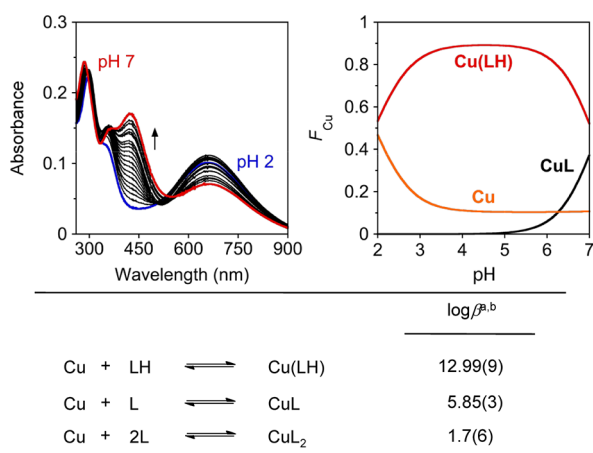 0.3
0.2
0.1
0
Absorbance
pH 7
pH 2
300
450
600
750
900
Wavelength (nm)
1
0.8
0.6
0.4
0.2
0
F_Cu
Cu(LH)
CuL
Cu
2
3
4
5
6
7
pH
logβ^a,b
Cu + LH ⇌ Cu(LH) 12.99(9)
Cu + L ⇌ CuL 5.85(3)
Cu + 2L ⇌ CuL₂ 1.7(6)